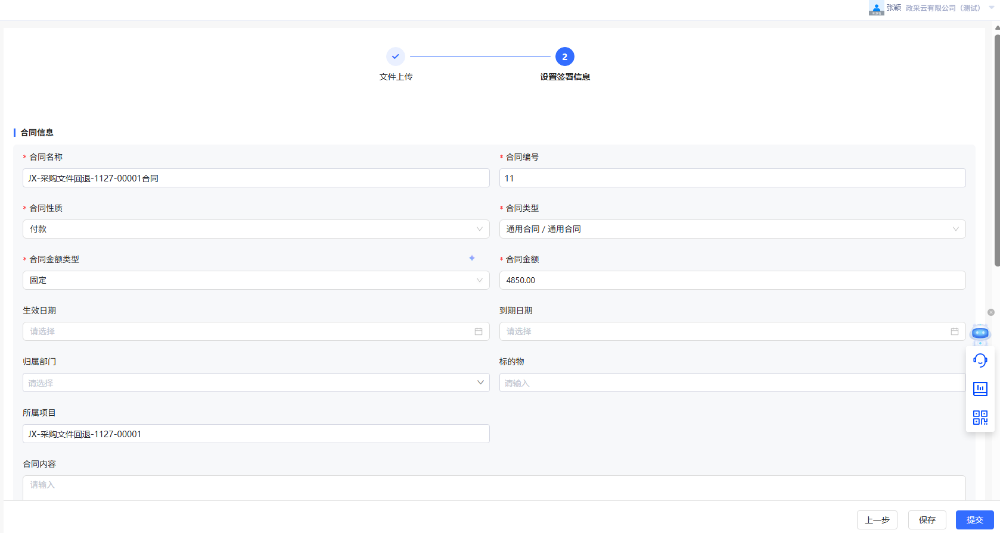 张颖 政采云有限公司（测试）
2
文件上传 设置签署信息
合同信息
* 合同名称 * 合同编号
JX-采购文件回退-1127-00001合同 11
* 合同性质 * 合同类型
付款 通用合同 / 通用合同
* 合同金额类型 * 合同金额
固定 4850.00
生效日期 到期日期
请选择 请选择
归属部门 标的物
请选择 请输入
所属项目
JX-采购文件回退-1127-00001
合同内容
请输入
上一步 保存 提交